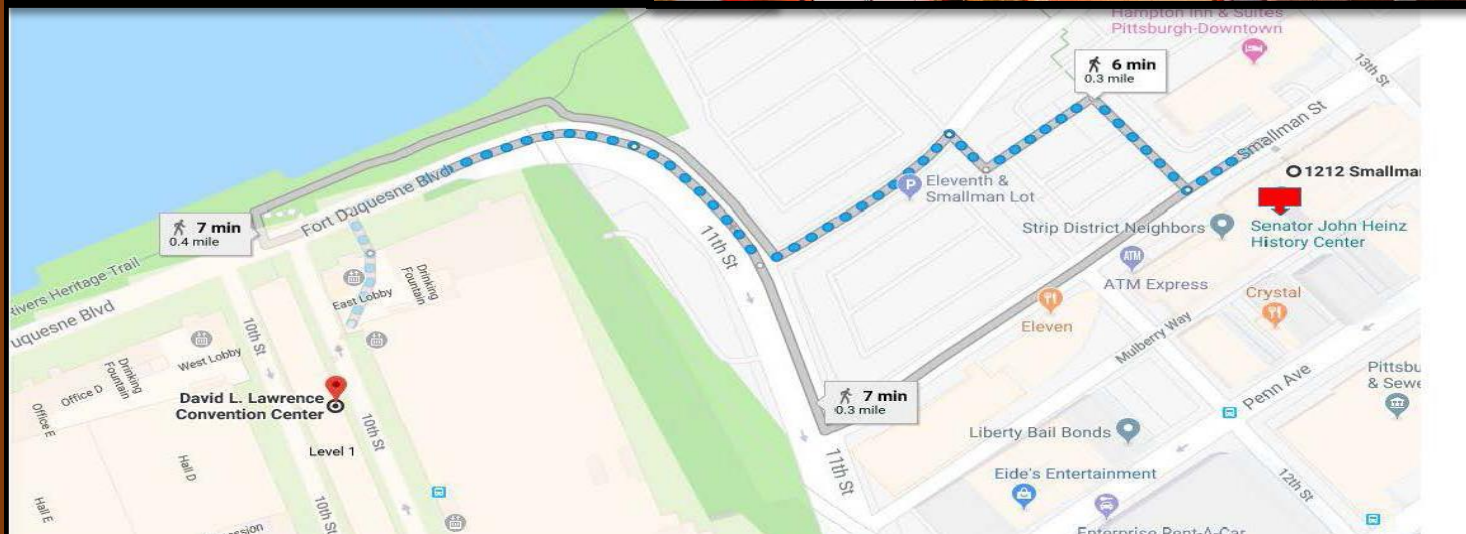 Hampton Inn & Suites
Pittsburgh-Downtown
6 min
0.3 mile
13th St
Smallman St
1212 Smallma
Eleventh &
Smallman Lot
Strip District Neighbors
Senator John Heinz
History Center
7 min
0.4 mile
Fort Duquesne Blvd
11th St
ATM
ATM Express
Crystal
Eleven
Mulberry Way
ivers Heritage Trail
uquesne Blvd
East Lobby
Drinking
Fountain
10th St
West Lobby
Drinking
Fountain
Office D
Office E
David L. Lawrence
Convention Center
Level 1
10th St
Hall D
Hall E
10th St
ssion
7 min
0.3 mile
11th St
Penn Ave
Pittsbu
& Sewe
Liberty Bail Bonds
Eide's Entertainment
12th St
Enterprise Rent-A-Car
P